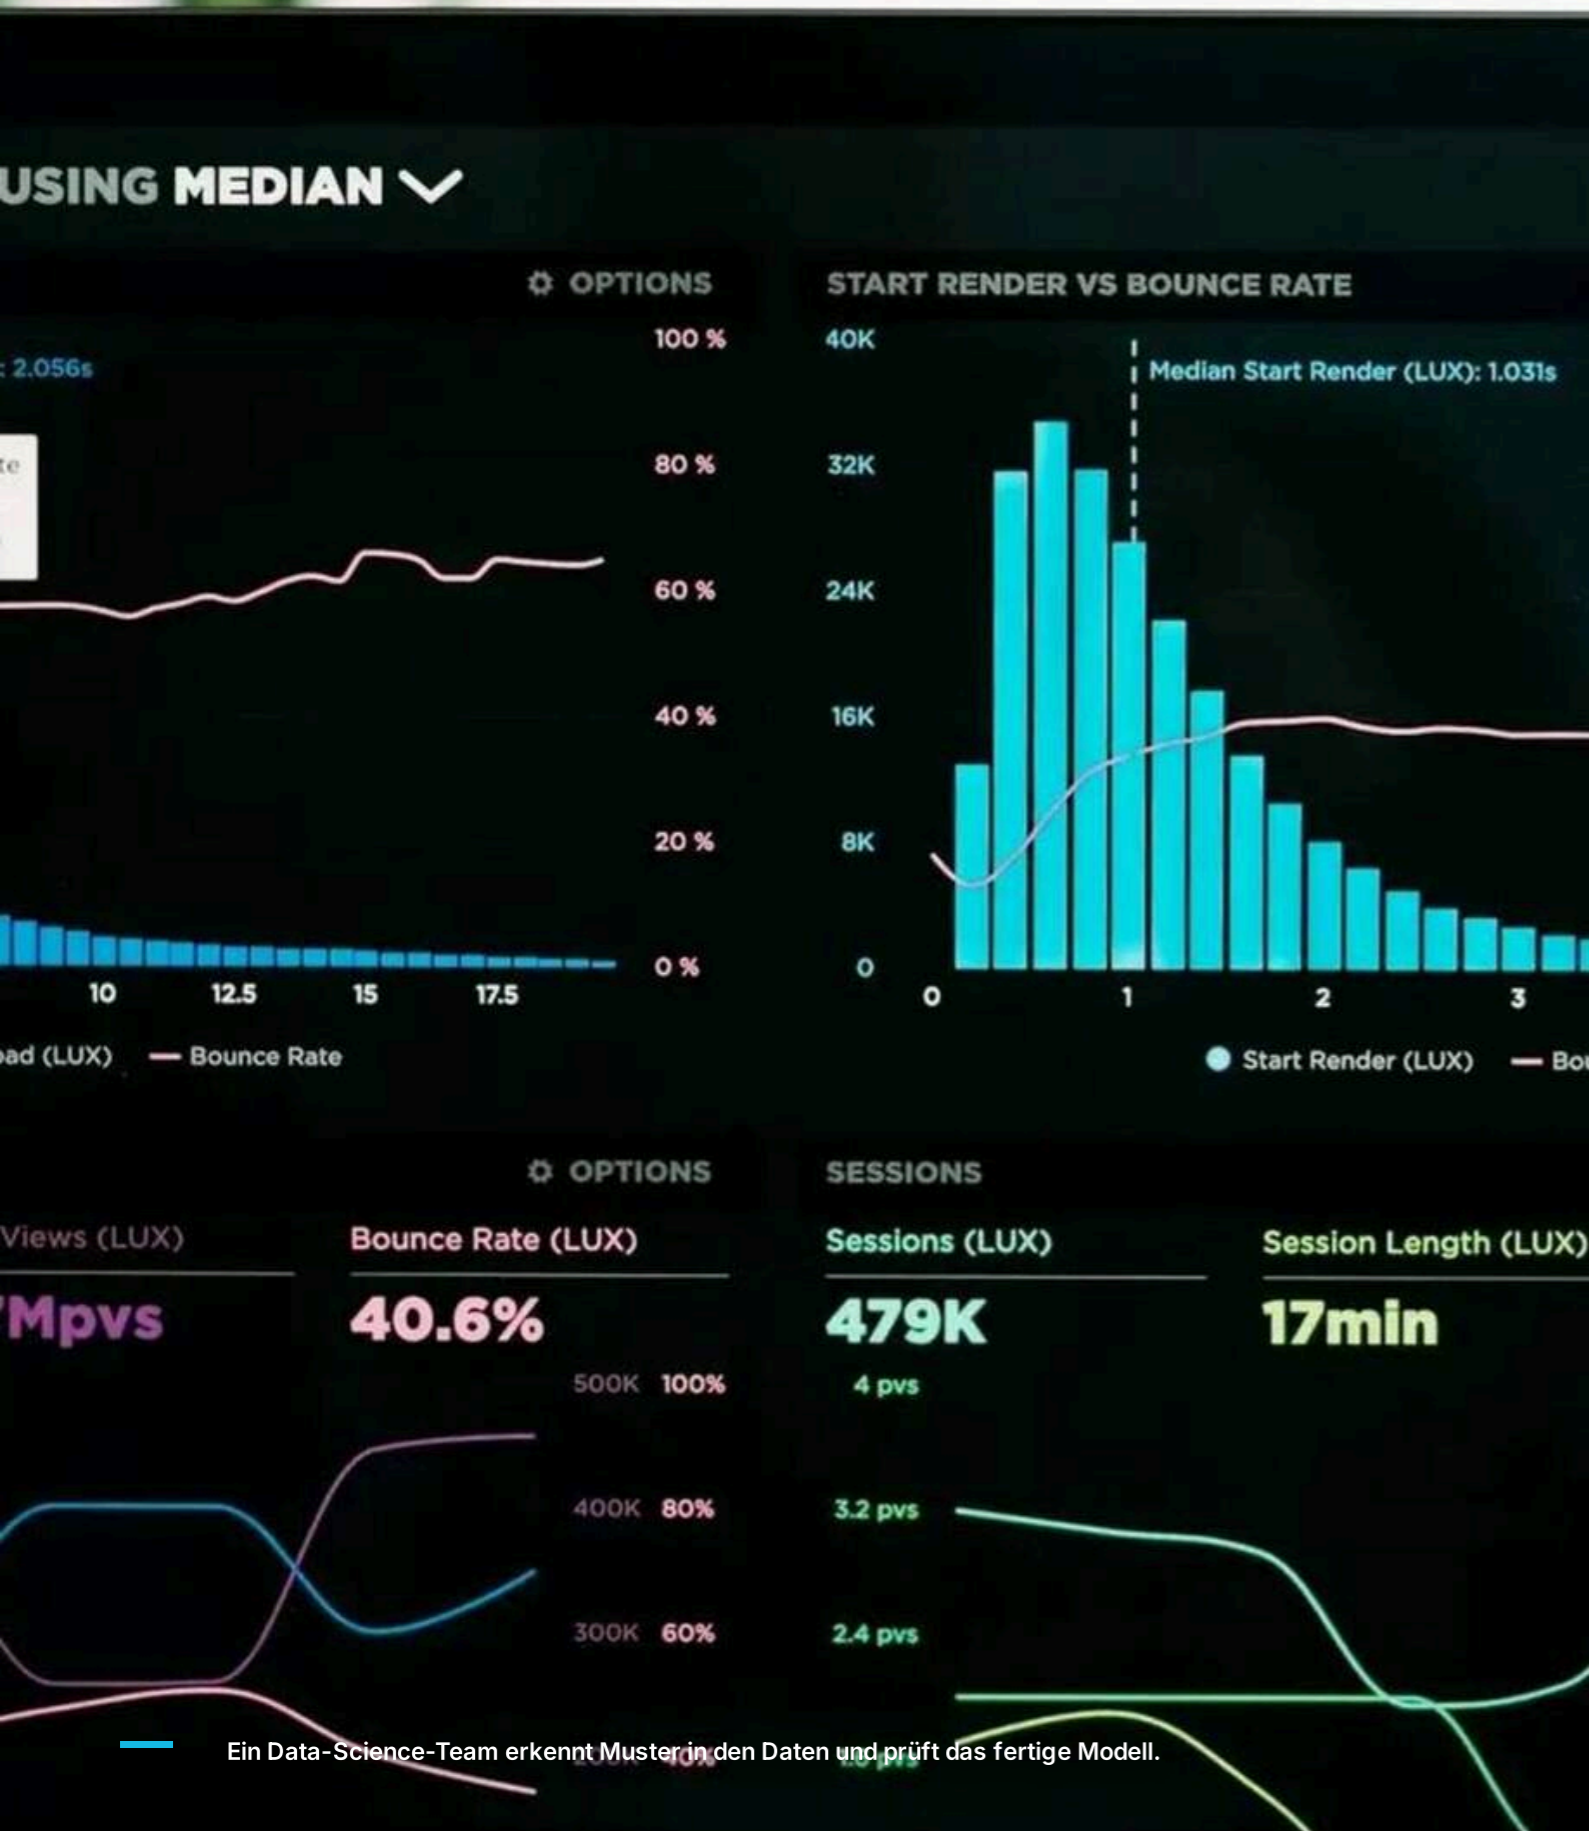 USING MEDIAN
OPTIONS
START RENDER VS BOUNCE RATE
100 %
80 %
60 %
40 %
20 %
0 %
: 2.056s
10 12.5 15 17.5
(LUX) Bounce Rate
40K
32K
24K
16K
8K
0
Median Start Render (LUX): 1.031s
0 1 2 3
Start Render (LUX)
OPTIONS
SESSIONS
Views (LUX)
Bounce Rate (LUX)
Sessions (LUX)
Session Length (LUX)
Mpvs
40.6%
479K
17min
500K 100%
400K 80%
300K 60%
40%
4 pvs
3.2 pvs
2.4 pvs
Ein Data-Science-Team erkennt Muster in den Daten und prüft das fertige Modell.